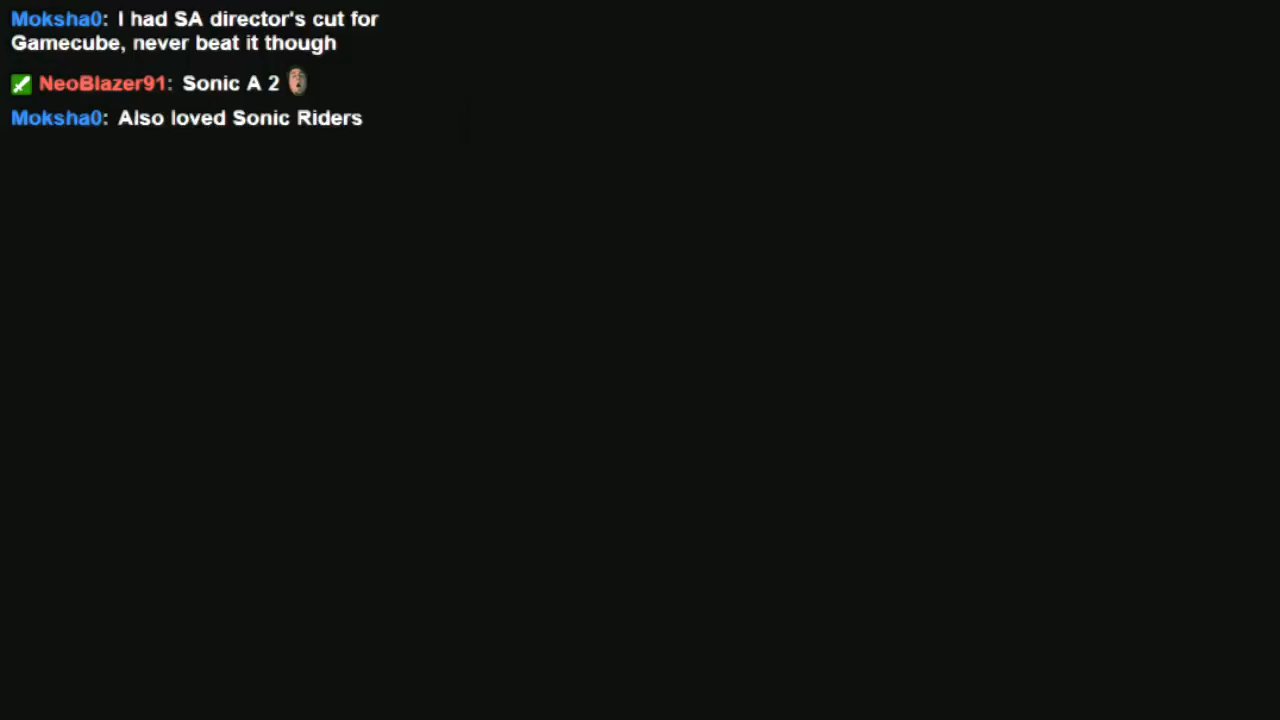 Moksha0: I had SA director's cut for
Gamecube, never beat it though
NeoBlazer91: Sonic A 2
Moksha0: Also loved Sonic Riders